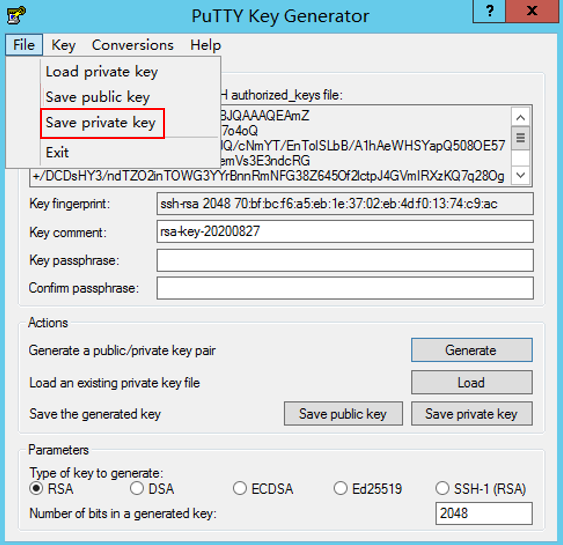 PuTTY Key Generator
? X
File Key Conversions Help
Load private key
Save public key
Save private key
Exit
H authorized_keys file:
BJQAAAQEAmZ
7o4oQ
JQ/cNmYT/EnTolSLbB/A1hAeWHSYapQ508OE57
emVs3E3ndcRG
+/DCDsHY3/ndTZO2inTOWG3YYrBnnRmNFG38Z645Of2IctpJ4GVmIRXzKQ7q28Og
Key fingerprint: ssh-rsa 2048 70:bf:bc:f6:a5:eb:1e:37:02:eb:4d:f0:13:74:c9:ac
Key comment: rsa-key-20200827
Key passphrase:
Confirm passphrase:
Actions
Generate a public/private key pair Generate
Load an existing private key file Load
Save the generated key Save public key Save private key
Parameters
Type of key to generate:
RSA DSA ECDSA Ed25519 SSH-1 (RSA)
Number of bits in a generated key: 2048